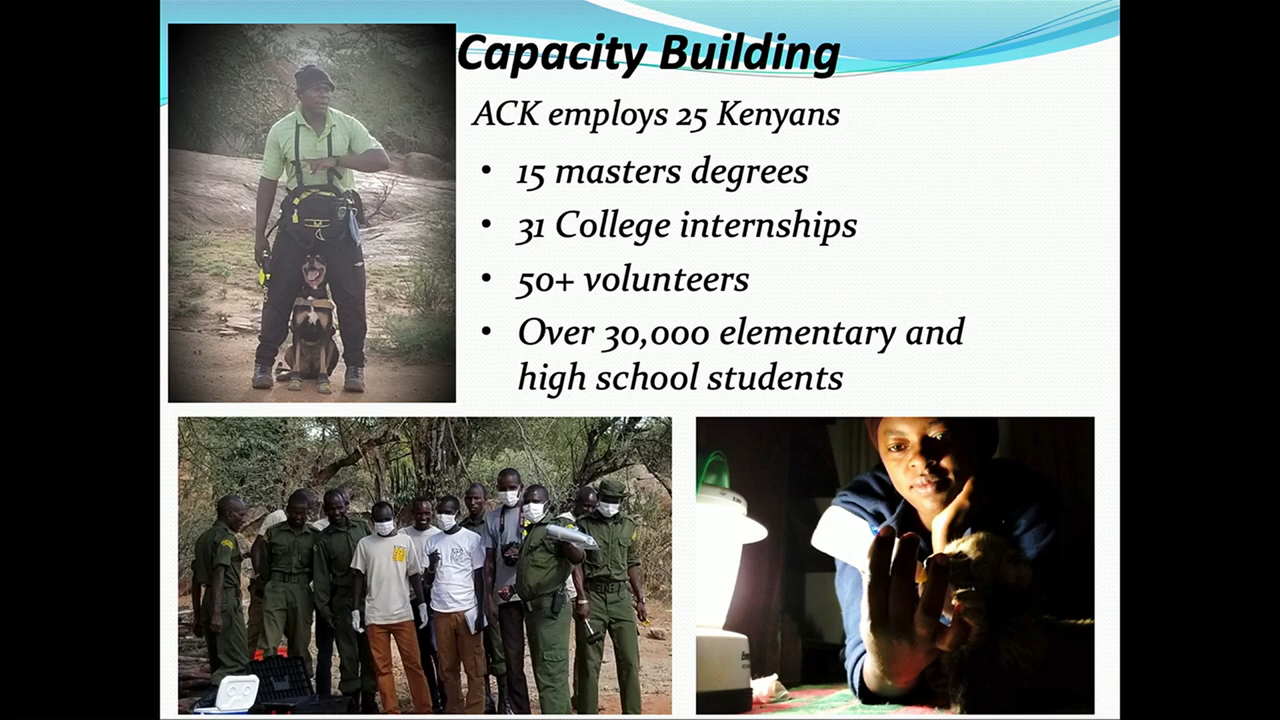 Capacity Building
ACK employs 25 Kenyans
• 15 masters degrees
• 31 College internships
• 50+ volunteers
• Over 30,000 elementary and
high school students